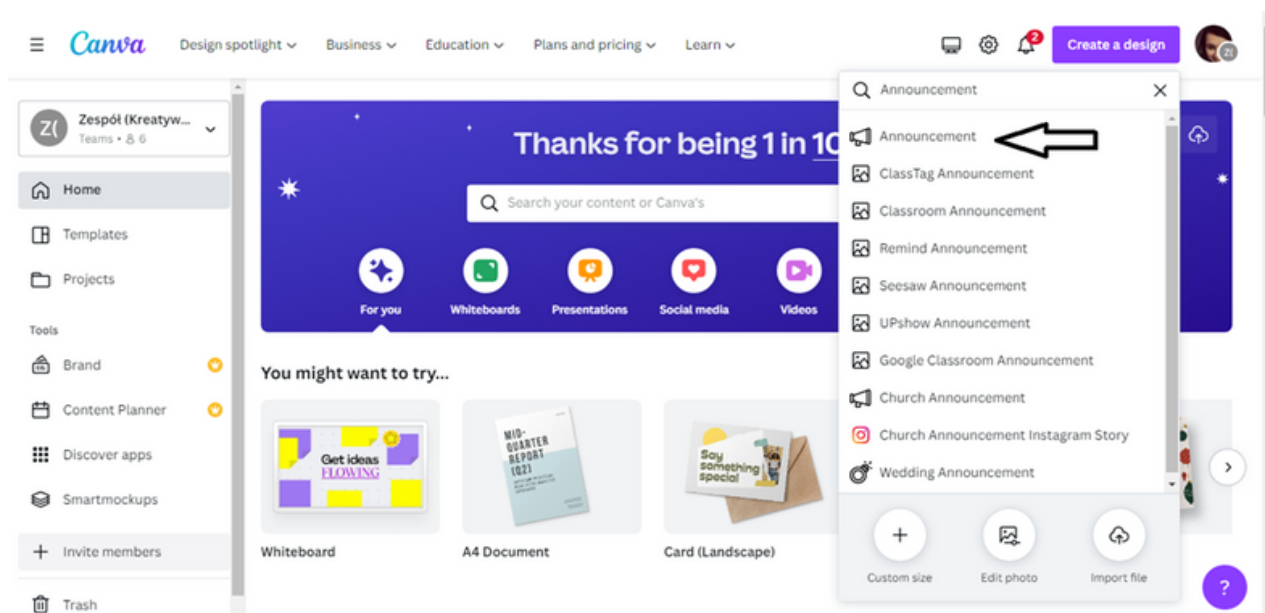 Canva
Design spotlight
Business
Education
Plans and pricing
Learn
2
Create a design
Z(
Z(
Zespół (Kreatyw...
Teams • 6
Home
Templates
Projects
Tools
Brand
Content Planner
Discover apps
Smartmockups
Invite members
Trash
Thanks for being 1 in 10
Search your content or Canva's
For you
Whiteboards
Presentations
Social media
Videos
You might want to try...
Get ideas
FLOWING
Whiteboard
MID-
QUARTER
REPORT
(Q2)
A4 Document
Say
something
special
Card (Landscape)
Announcement
Announcement
ClassTag Announcement
Classroom Announcement
Remind Announcement
Seesaw Announcement
UPshow Announcement
Google Classroom Announcement
Church Announcement
Church Announcement Instagram Story
Wedding Announcement
Custom size
Edit photo
Import file
?